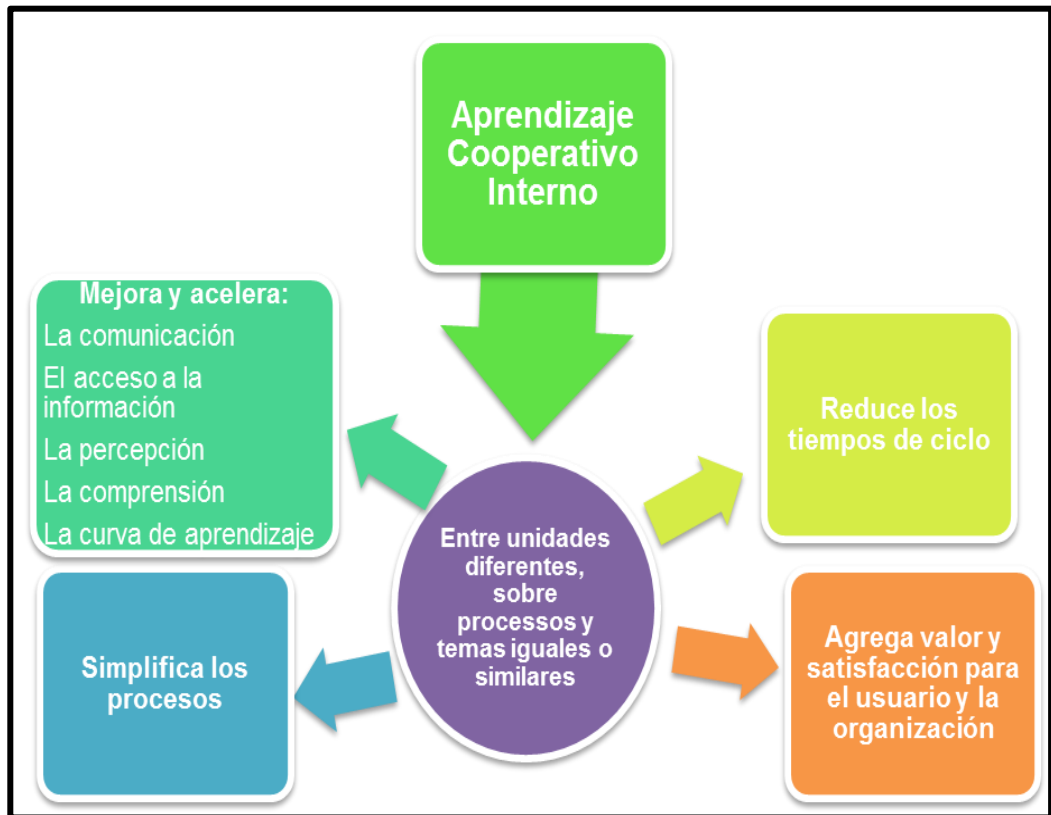 Aprendizaje
Cooperativo
Interno
Mejora y acelera:
La comunicación
El acceso a la
información
La percepción
La comprensión
La curva de aprendizaje
Reduce los
tiempos de ciclo
Entre unidades
diferentes,
sobre
procesos y
temas iguales o
similares
Simplifica los
procesos
Agrega valor y
satisfacción para
el usuario y la
organización